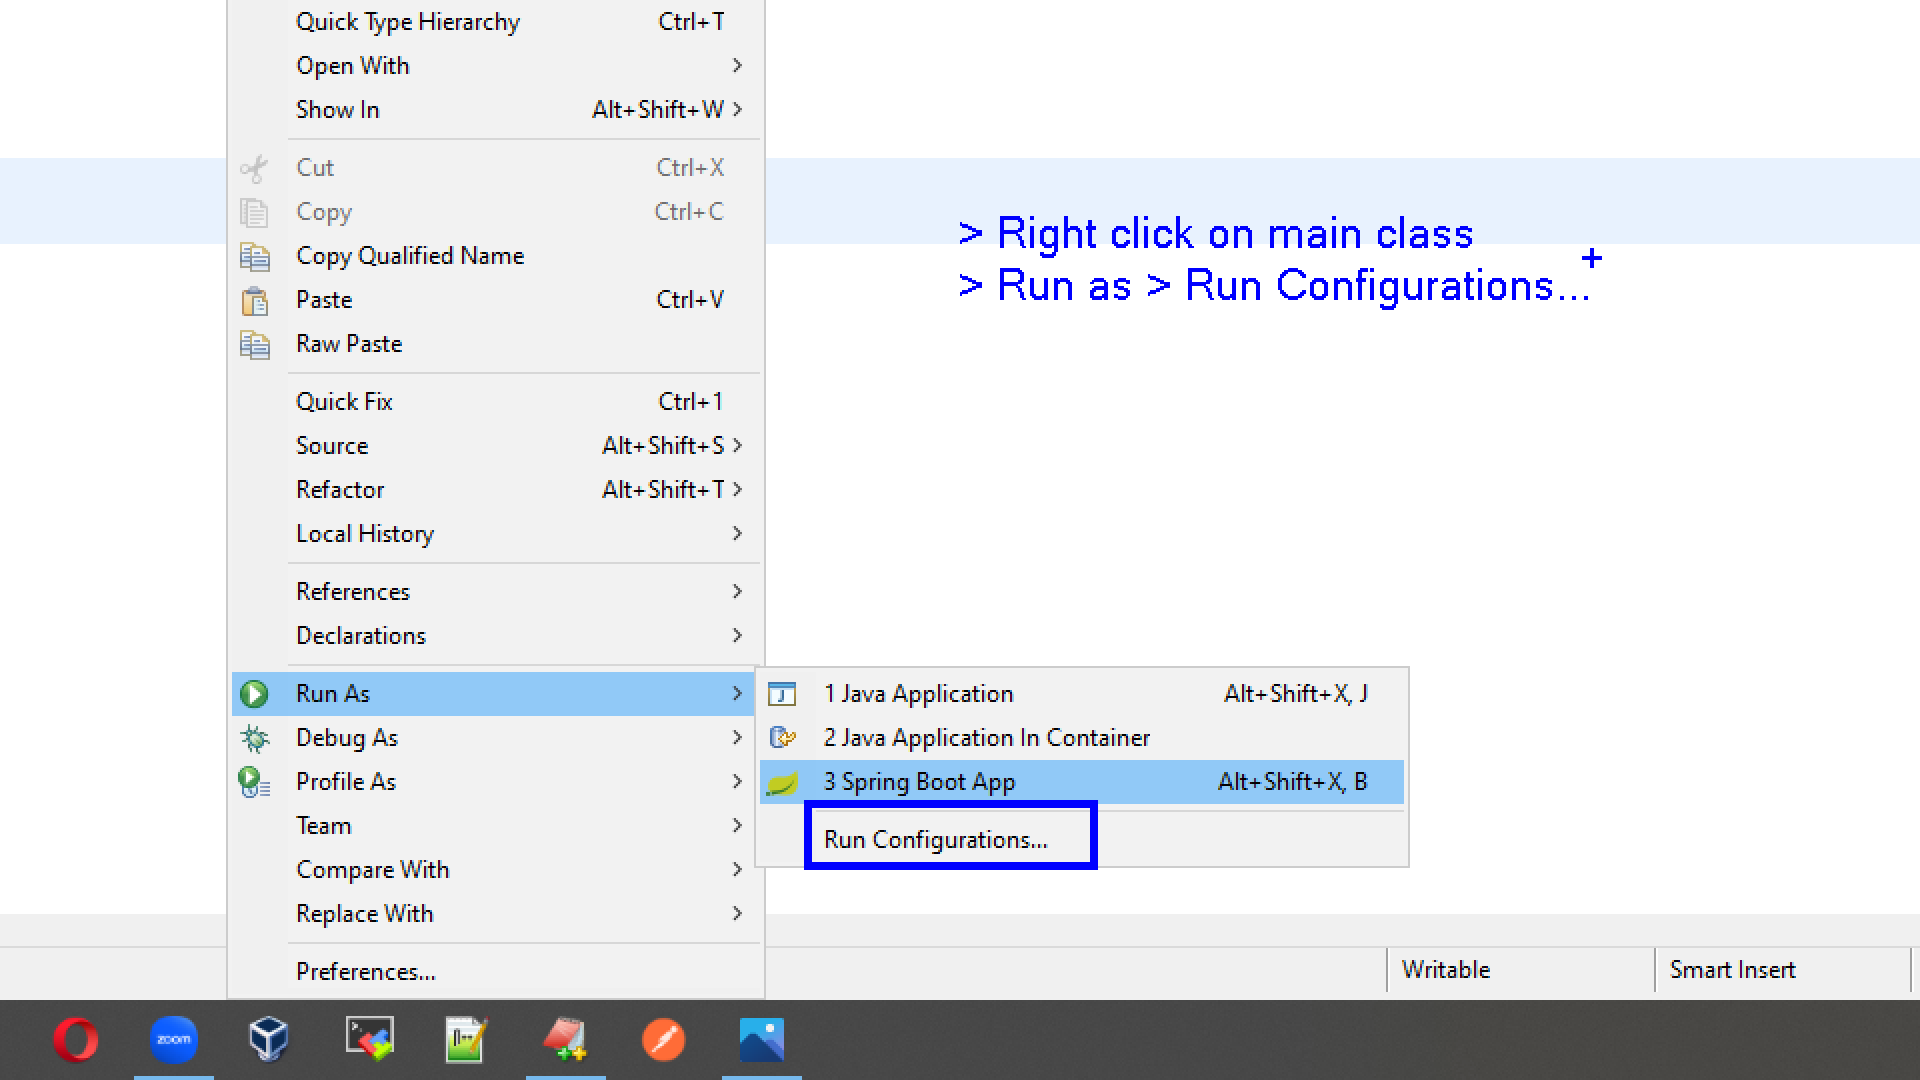 Quick Type Hierarchy Ctrl+T
Open With
Show In Alt+Shift+W
Cut Ctrl+X
Copy Ctrl+C
Copy Qualified Name
Paste Ctrl+V
Raw Paste
Quick Fix Ctrl+1
Source Alt+Shift+S
Refactor Alt+Shift+T
Local History
References
Declarations
Run As
Debug As
Profile As
Team
Compare With
Replace With
Preferences...
1 Java Application Alt+Shift+X, J
2 Java Application In Container
3 Spring Boot App Alt+Shift+X, B
Run Configurations...
> Right click on main class
> Run as > Run Configurations...
Writable Smart Insert
zoom